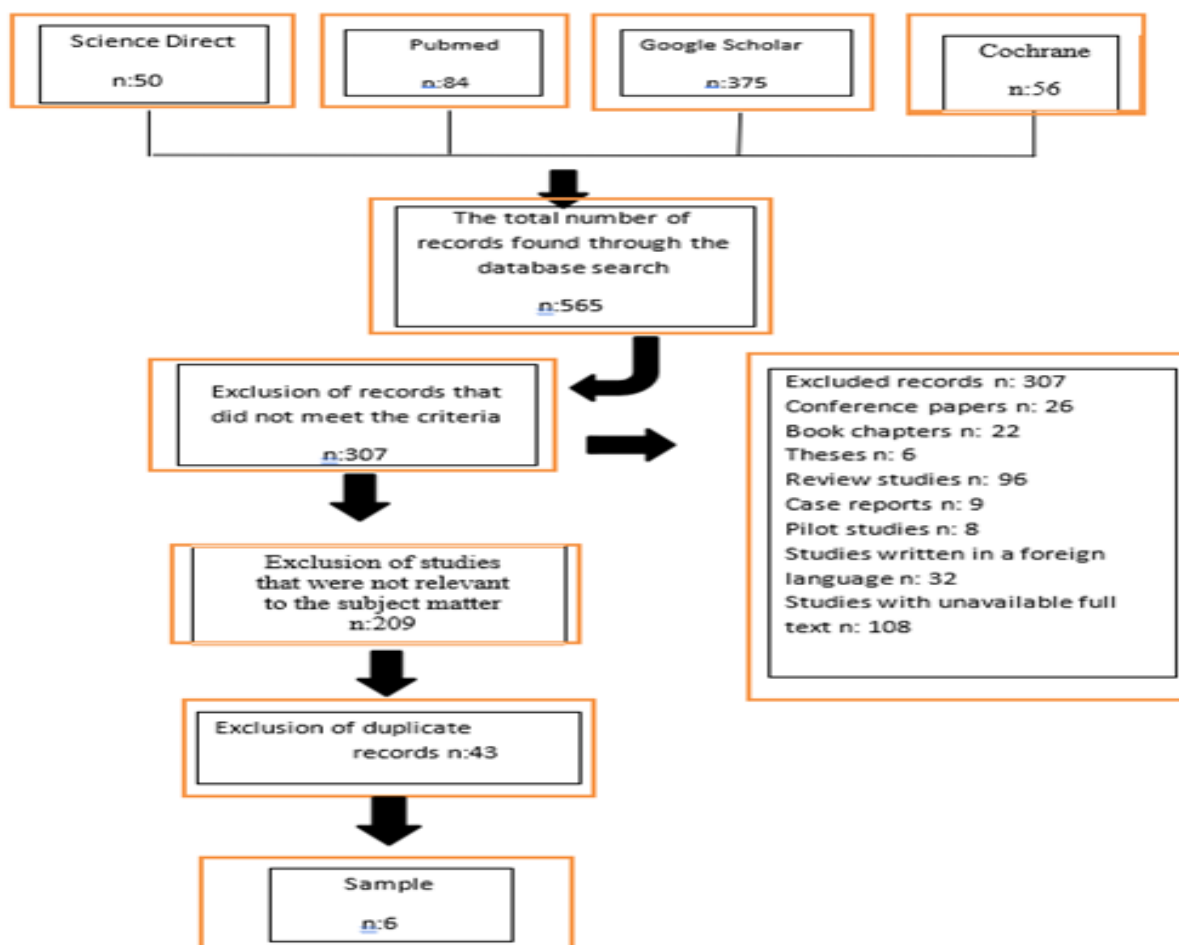 Science Direct
n:50
Pubmed
n:84
Google Scholar
n:375
Cochrane
n:56
The total number of
records found through the
database search
n:565
Exclusion of records that
did not meet the criteria
n:307
Excluded records n: 307
Conference papers n: 26
Book chapters n: 22
Theses n: 6
Review studies n: 96
Case reports n: 9
Pilot studies n: 8
Studies written in a foreign
language n: 32
Studies with unavailable full
text n: 108
Exclusion of studies
that were not relevant
to the subject matter
n:209
Exclusion of duplicate
records n:43
Sample
n:6